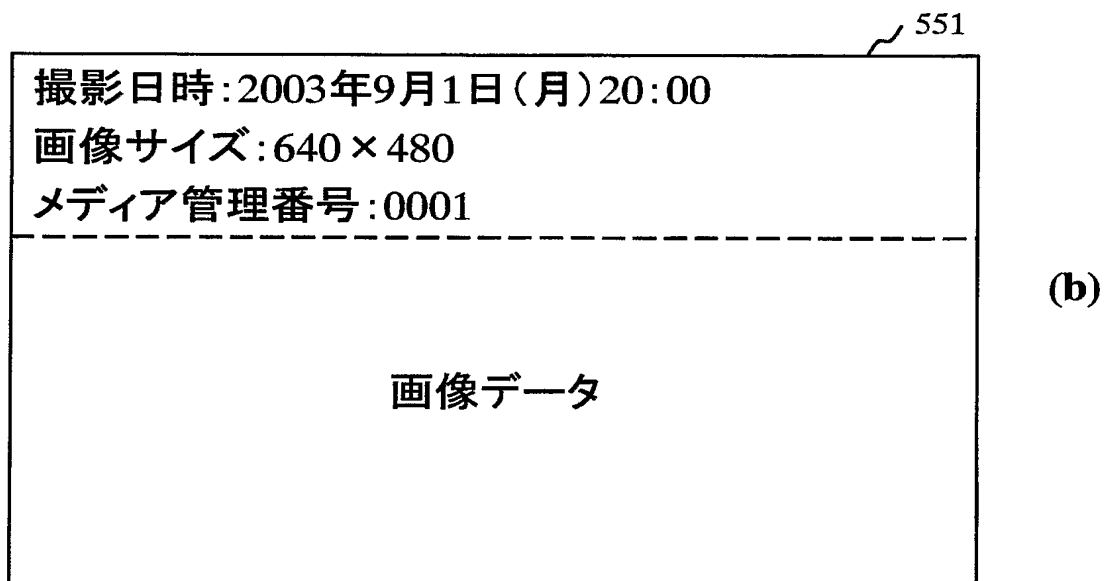 551
撮影日時:2003年9月1日(月)20:00
画像サイズ:640×480
メディア管理番号:0001
(b)
画像データ